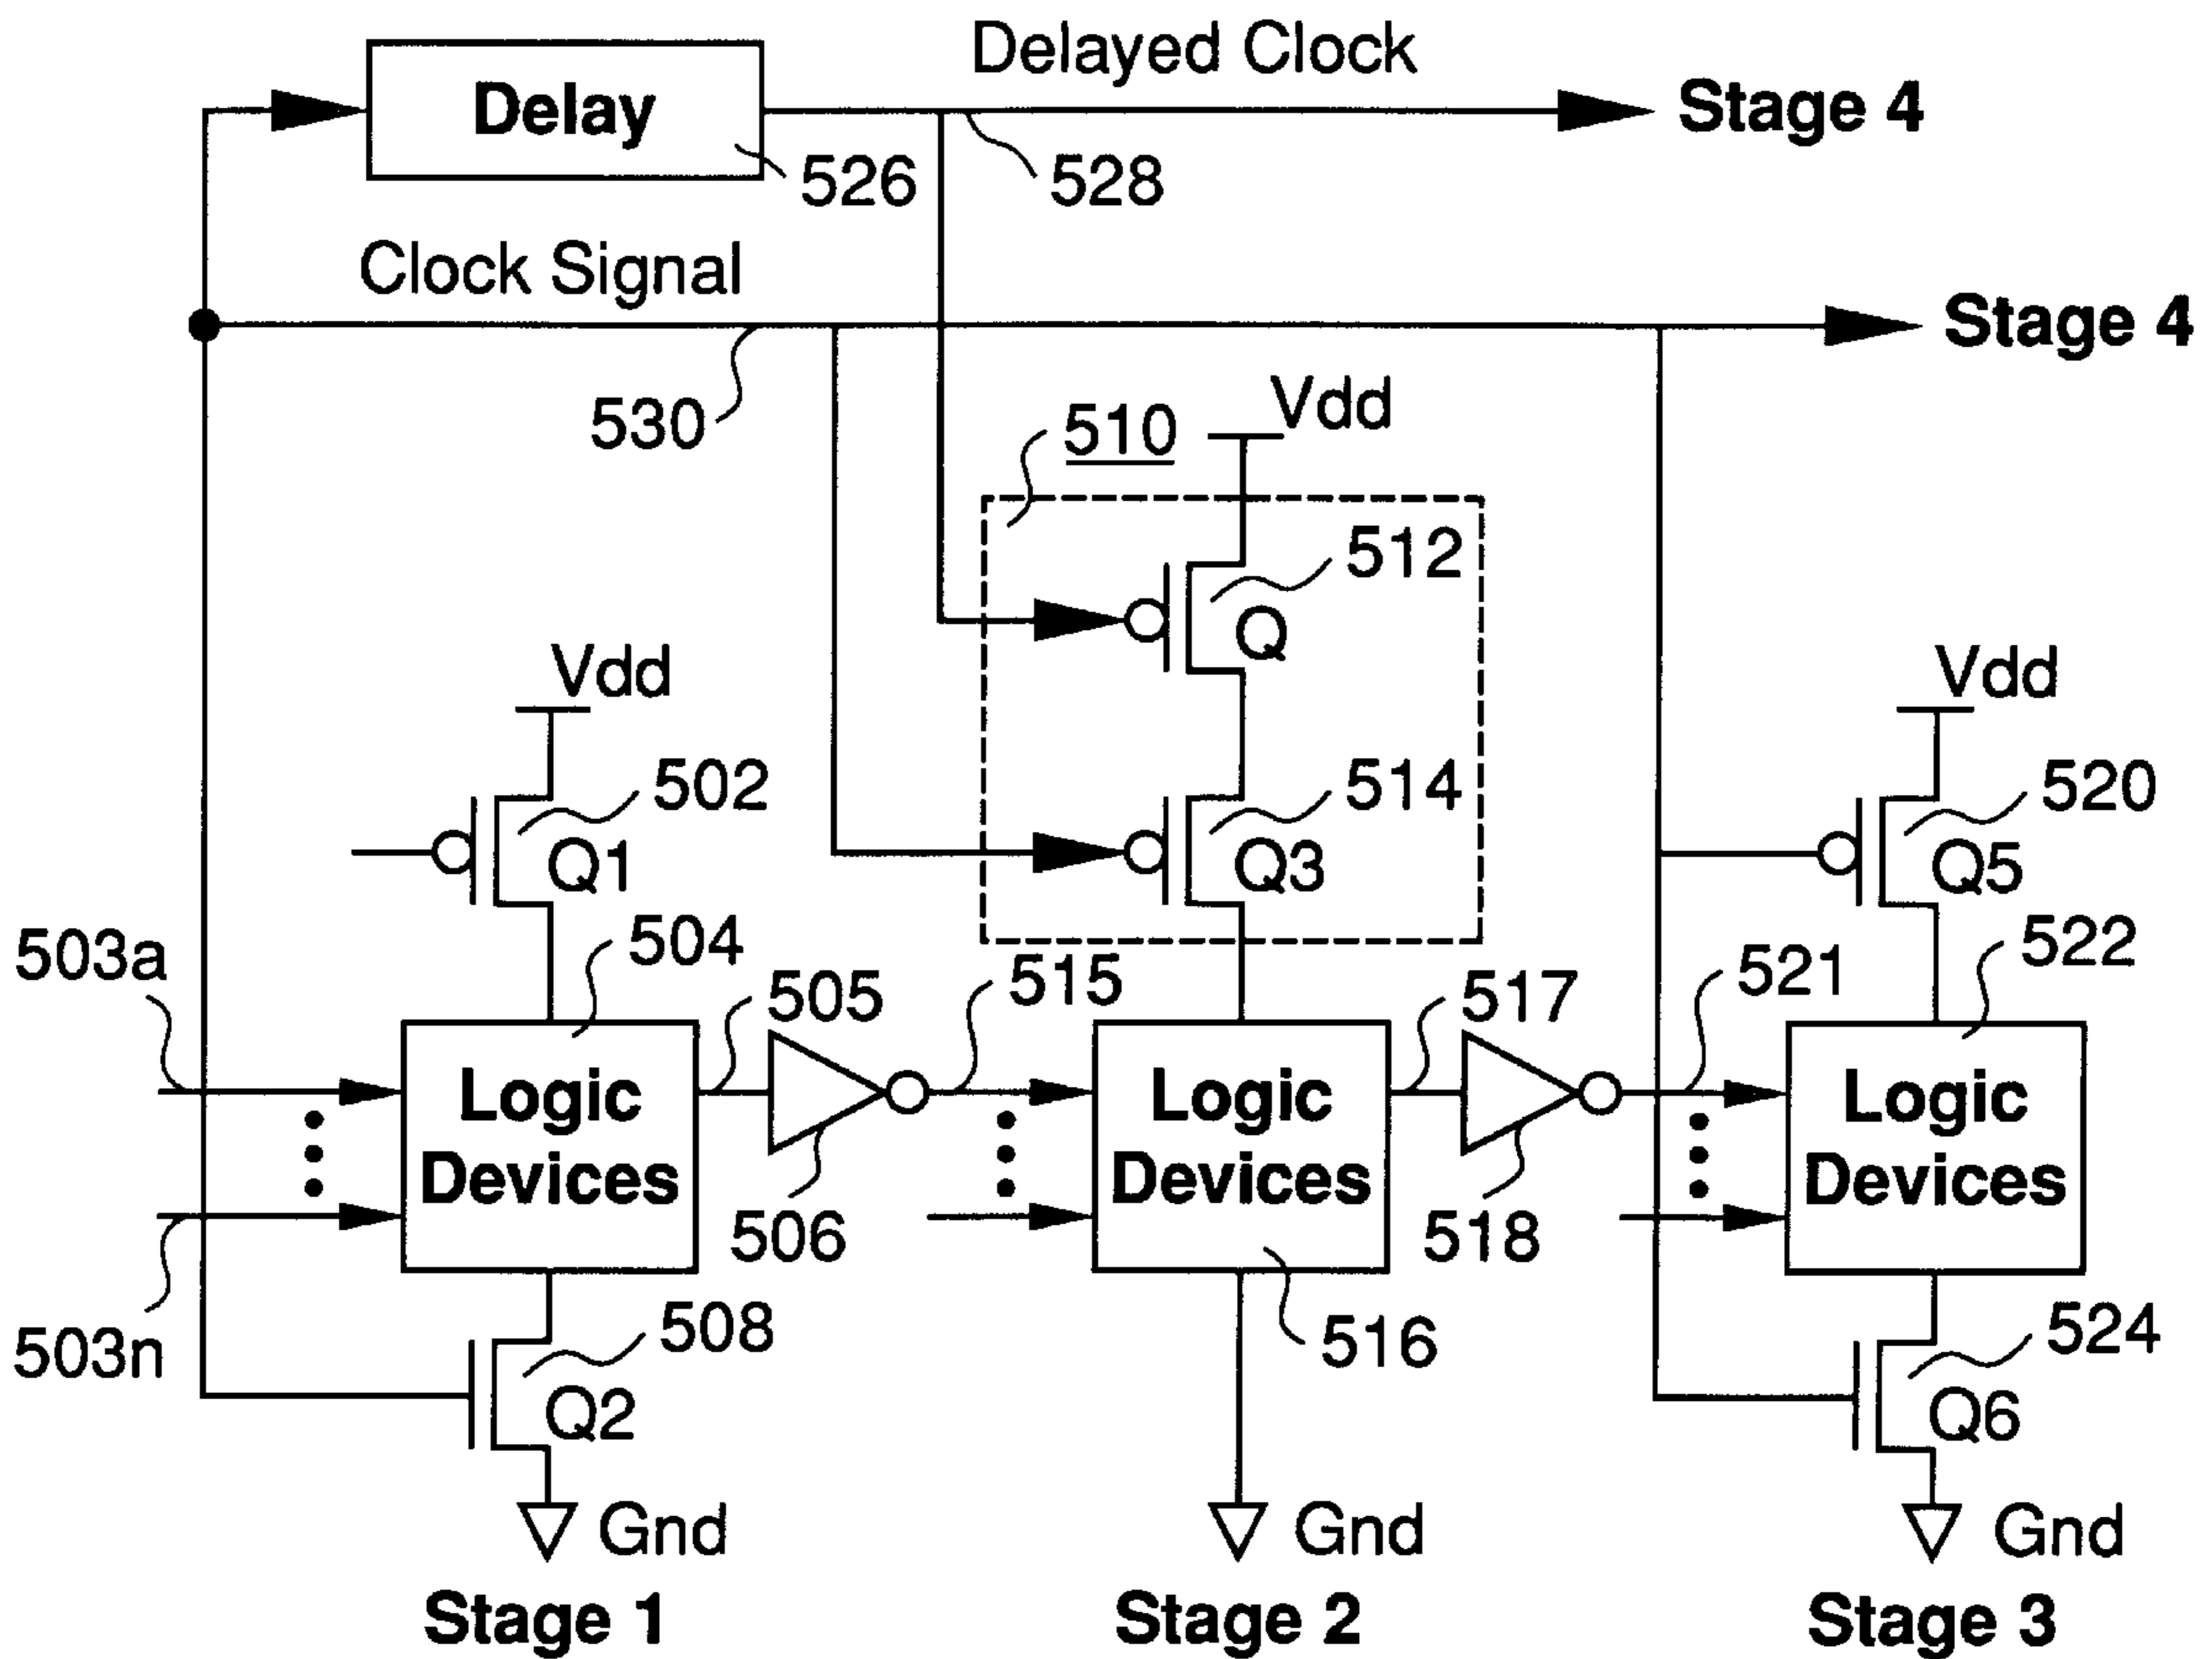 Delayed Clock
Delay
Stage 4
526
528
Clock Signal
Stage 4
530
510
Vdd
512
Q
Vdd
Vdd
502
514
520
Q1
Q3
Q5
503a
504
505
515
517
521
522
Logic
Devices
Logic
Devices
Logic
Devices
506
518
503n
508
516
524
Q2
Q6
Gnd
Gnd
Gnd
Stage 1
Stage 2
Stage 3